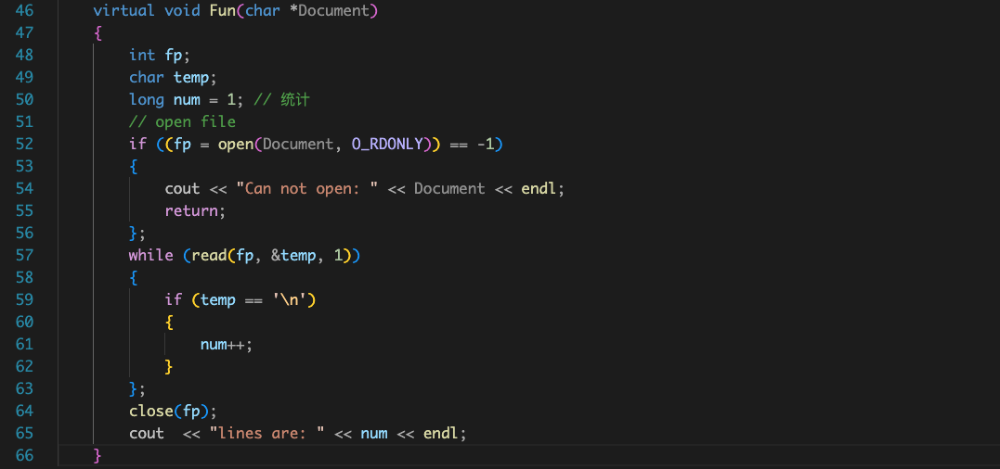 46 virtual void Fun(char *Document)
47 {
48 int fp;
49 char temp;
50 long num = 1; // 统计
51 // open file
52 if ((fp = open(Document, O_RDONLY)) == -1)
53 {
54 cout << "Can not open: " << Document << endl;
55 return;
56 };
57 while (read(fp, &temp, 1))
58 {
59 if (temp == '\n')
60 {
61 num++;
62 }
63 };
64 close(fp);
65 cout  << "lines are: " << num << endl;
66 }